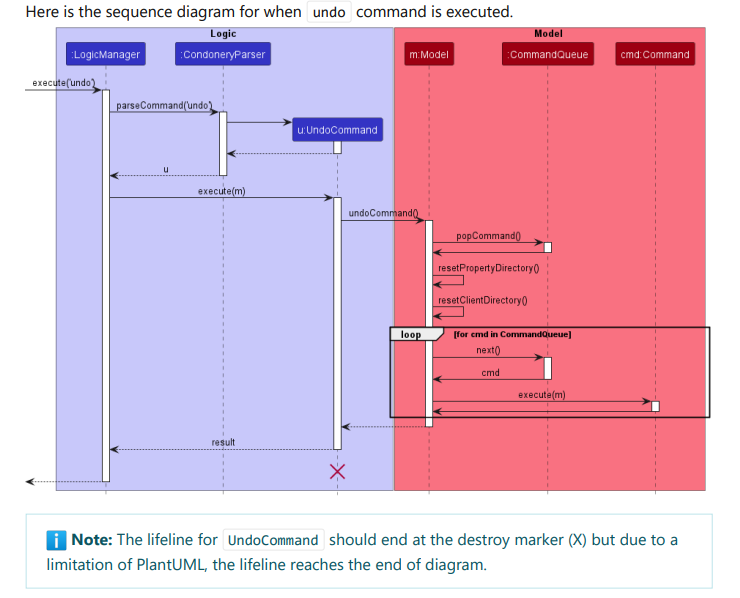 Here is the sequence diagram for when undo command is executed.
Logic
Model
:LogicManager
:CondoneryParser
m:Model
:CommandQueue
cmd:Command
execute('undo')
parseCommand('undo')
u:UndoCommand
u
execute(m)
undoCommand()
popCommand()
resetPropertyDirectory()
resetClientDirectory()
loop [for cmd in CommandQueue]
next()
cmd
execute(m)
result
i Note: The lifeline for UndoCommand should end at the destroy marker (X) but due to a
limitation of PlantUML, the lifeline reaches the end of diagram.